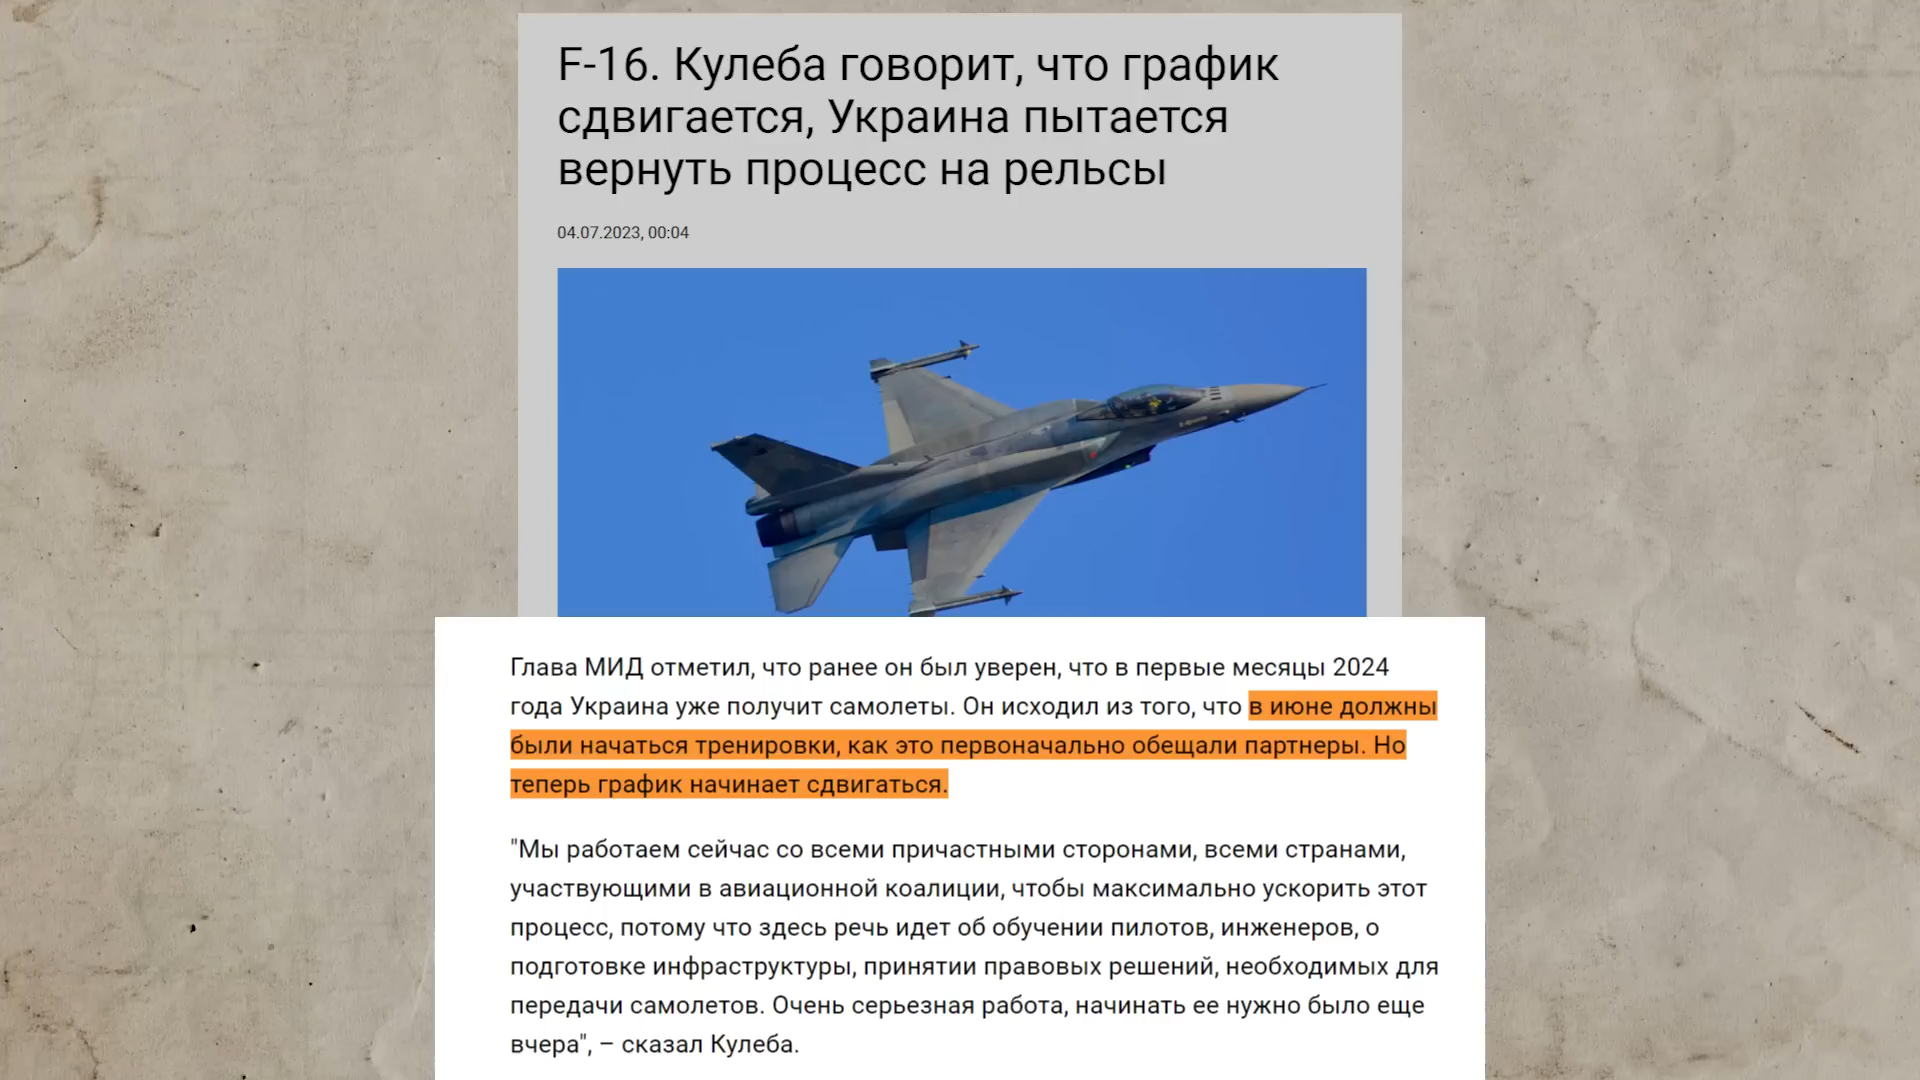 F-16. Кулеба говорит, что график
сдвигается, Украина пытается
вернуть процесс на рельсы
04.07.2023, 00:04
Глава МИД отметил, что ранее он был уверен, что в первые месяцы 2024
года Украина уже получит самолеты. Он исходил из того, что в июне должны
были начаться тренировки, как это первоначально обещали партнеры. Но
теперь график начинает сдвигаться.
"Мы работаем сейчас со всеми причастными сторонами, всеми странами,
участвующими в авиационной коалиции, чтобы максимально ускорить этот
процесс, потому что здесь речь идет об обучении пилотов, инженеров, о
подготовке инфраструктуры, принятии правовых решений, необходимых для
передачи самолетов. Очень серьезная работа, начинать ее нужно было еще
вчера", – сказал Кулеба.